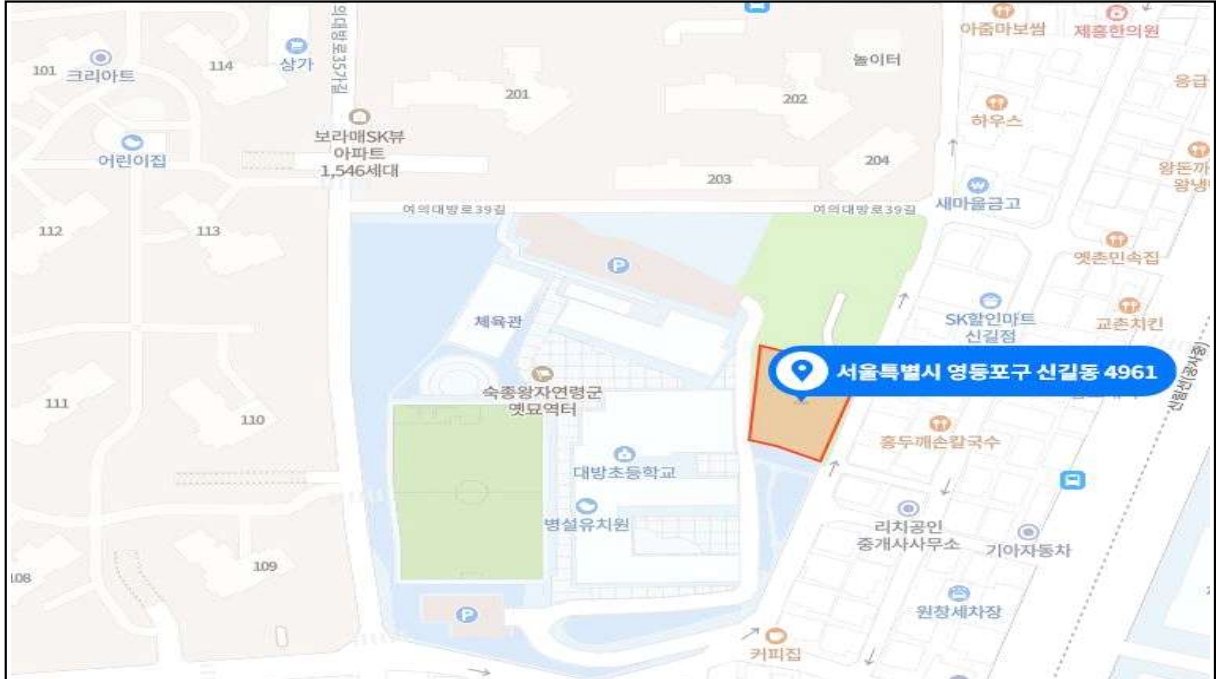 아줌마보쌈
제흥한의원
의대방로35가길
상가
101
크리아트
114
놀이터
201
202
응급
하우스
보라매SK뷰
아파트
1,546세대
어린이집
204
203
왕돈까
왕냉
새마을금고
여의대방로39길
여의대방로39길
112
113
옛촌민속집
P
체육관
SK할인마트
신길점
교촌치킨
서울특별시 영등포구 신길동 4961
신림선(공사중)
숙종왕자연령군
옛묘역터
111
110
홍두깨손칼국수
대방초등학교
병설유치원
리치공인
중개사사무소
기아자동차
109
108
원창세차장
P
커피집